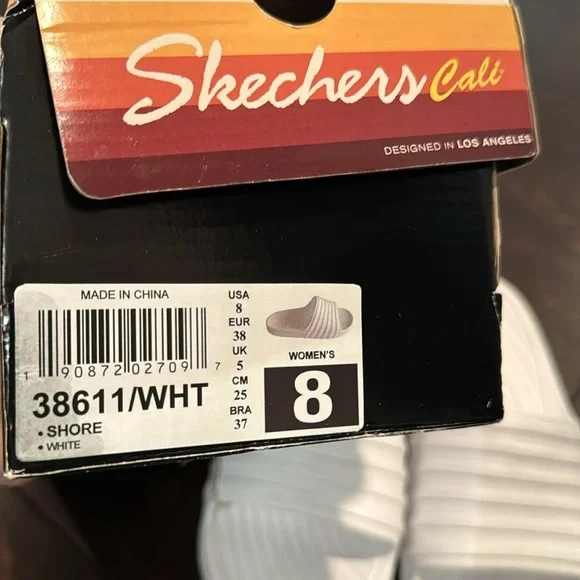 Skechers Cali
DESIGNED IN LOS ANGELES
MADE IN CHINA
1 90872 02709 7
38611/WHT
• SHORE
• WHITE
USA
8
EUR
38
UK
5
CM
25
BRA
37
WOMEN'S
8